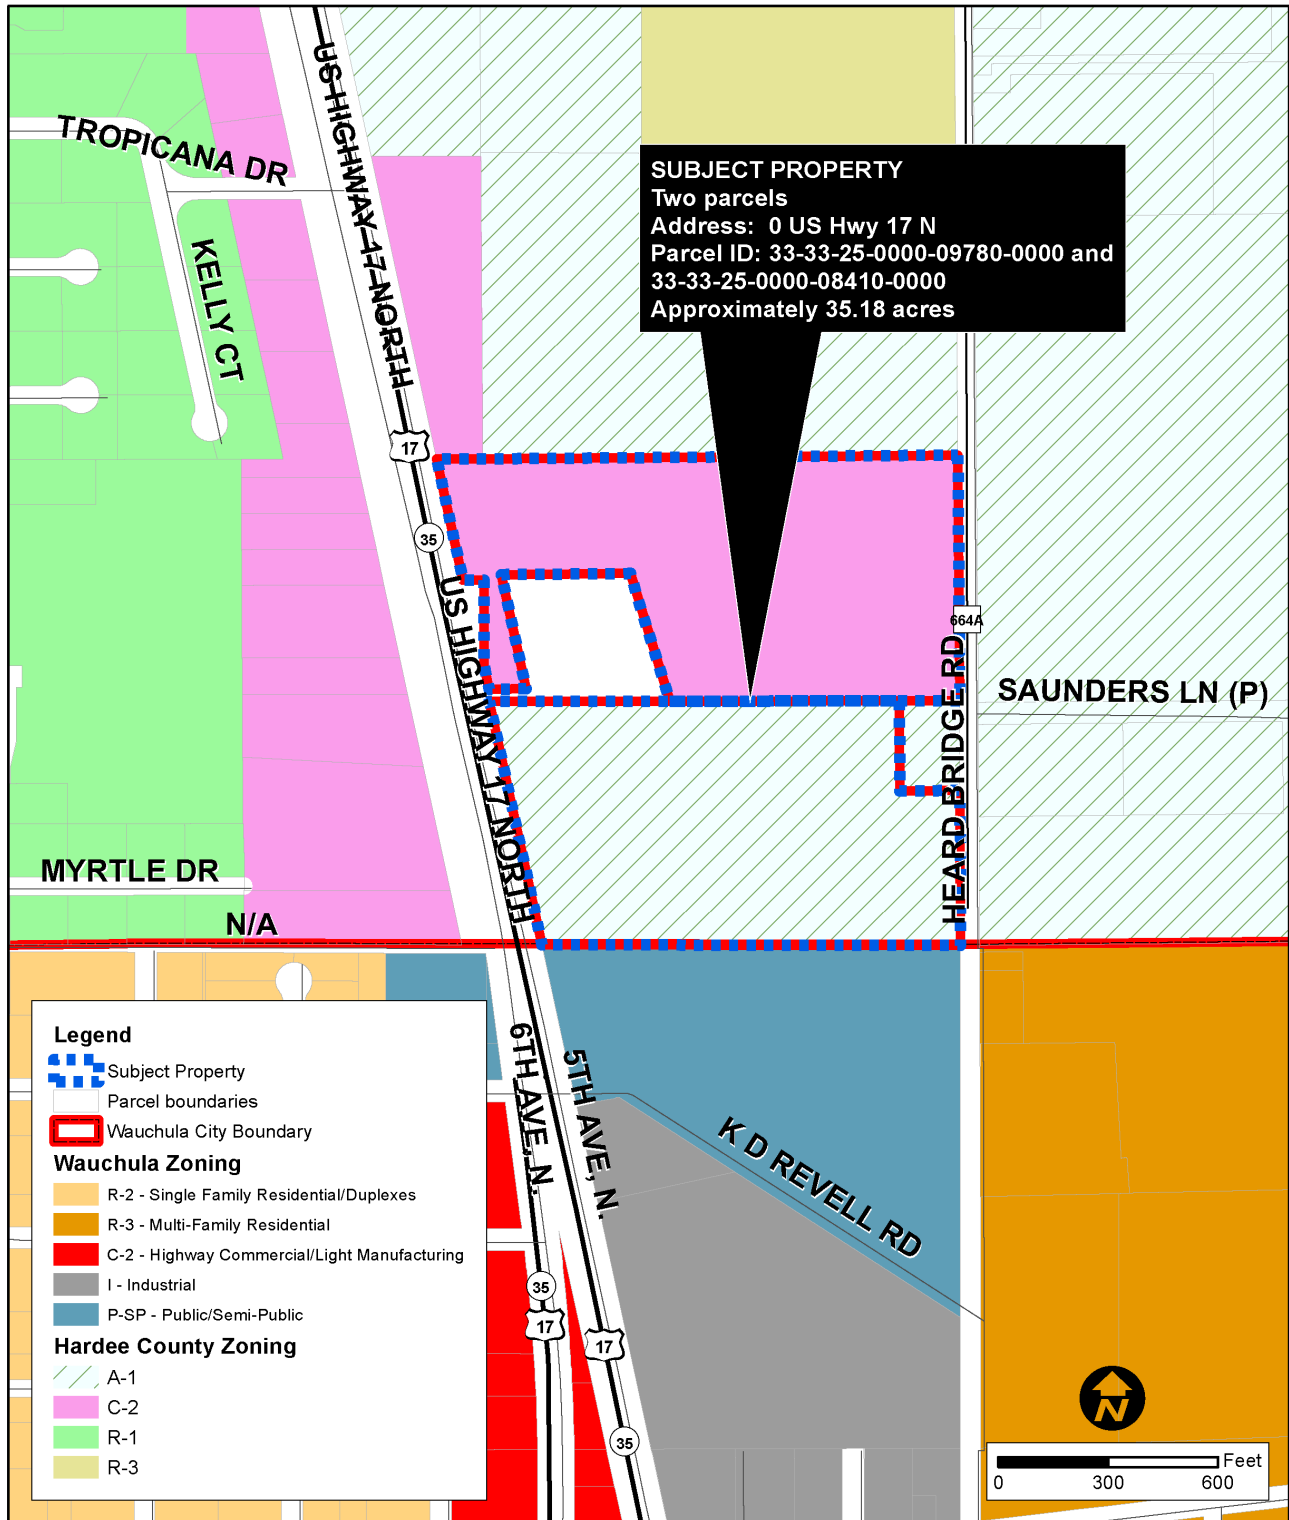 US HIGHWAY 17 NORTH
TROPICANA DR
KELLY CT
SUBJECT PROPERTY
Two parcels
Address: 0 US Hwy 17 N
Parcel ID: 33-33-25-0000-09780-0000 and
33-33-25-0000-08410-0000
Approximately 35.18 acres
17
35
US HIGHWAY 17 NORTH
664A
HEARD BRIDGE RD
SAUNDERS LN (P)
MYRTLE DR
N/A
6TH AVE, N.
5TH AVE, N.
K D REVELL RD
35
17
17
35
Legend
Subject Property
Parcel boundaries
Wauchula City Boundary
Wauchula Zoning
R-2 - Single Family Residential/Duplexes
R-3 - Multi-Family Residential
C-2 - Highway Commercial/Light Manufacturing
I - Industrial
P-SP - Public/Semi-Public
Hardee County Zoning
A-1
C-2
R-1
R-3
N
Feet
0 300 600